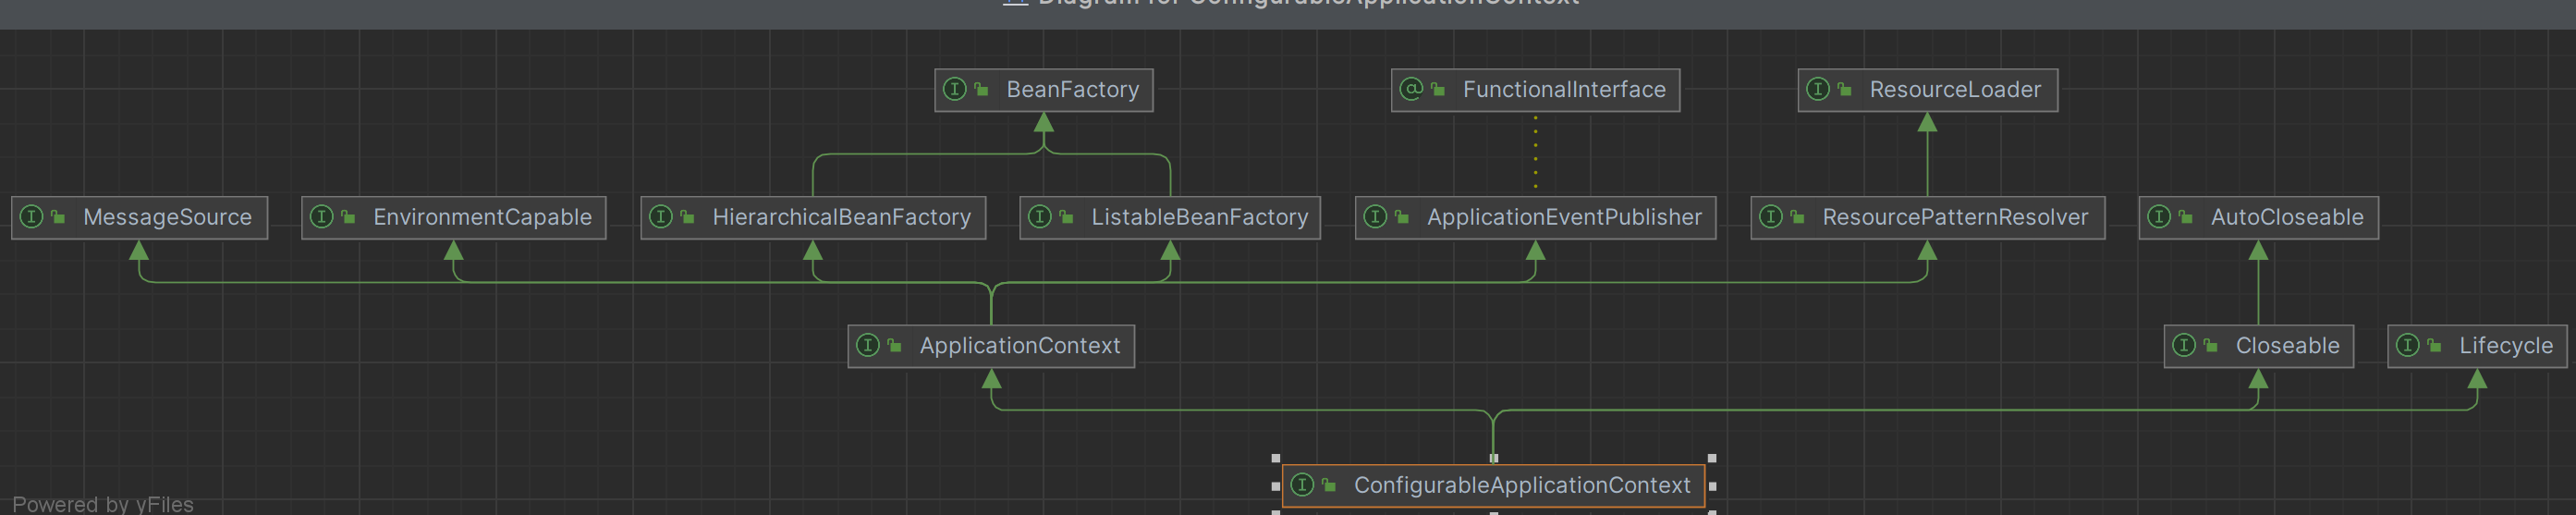 Diagram for ConfigurableApplicationContext
BeanFactory
FunctionalInterface
ResourceLoader
MessageSource
EnvironmentCapable
HierarchicalBeanFactory
ListableBeanFactory
ApplicationEventPublisher
ResourcePatternResolver
AutoCloseable
ApplicationContext
Closeable
Lifecycle
ConfigurableApplicationContext
Powered by yFiles